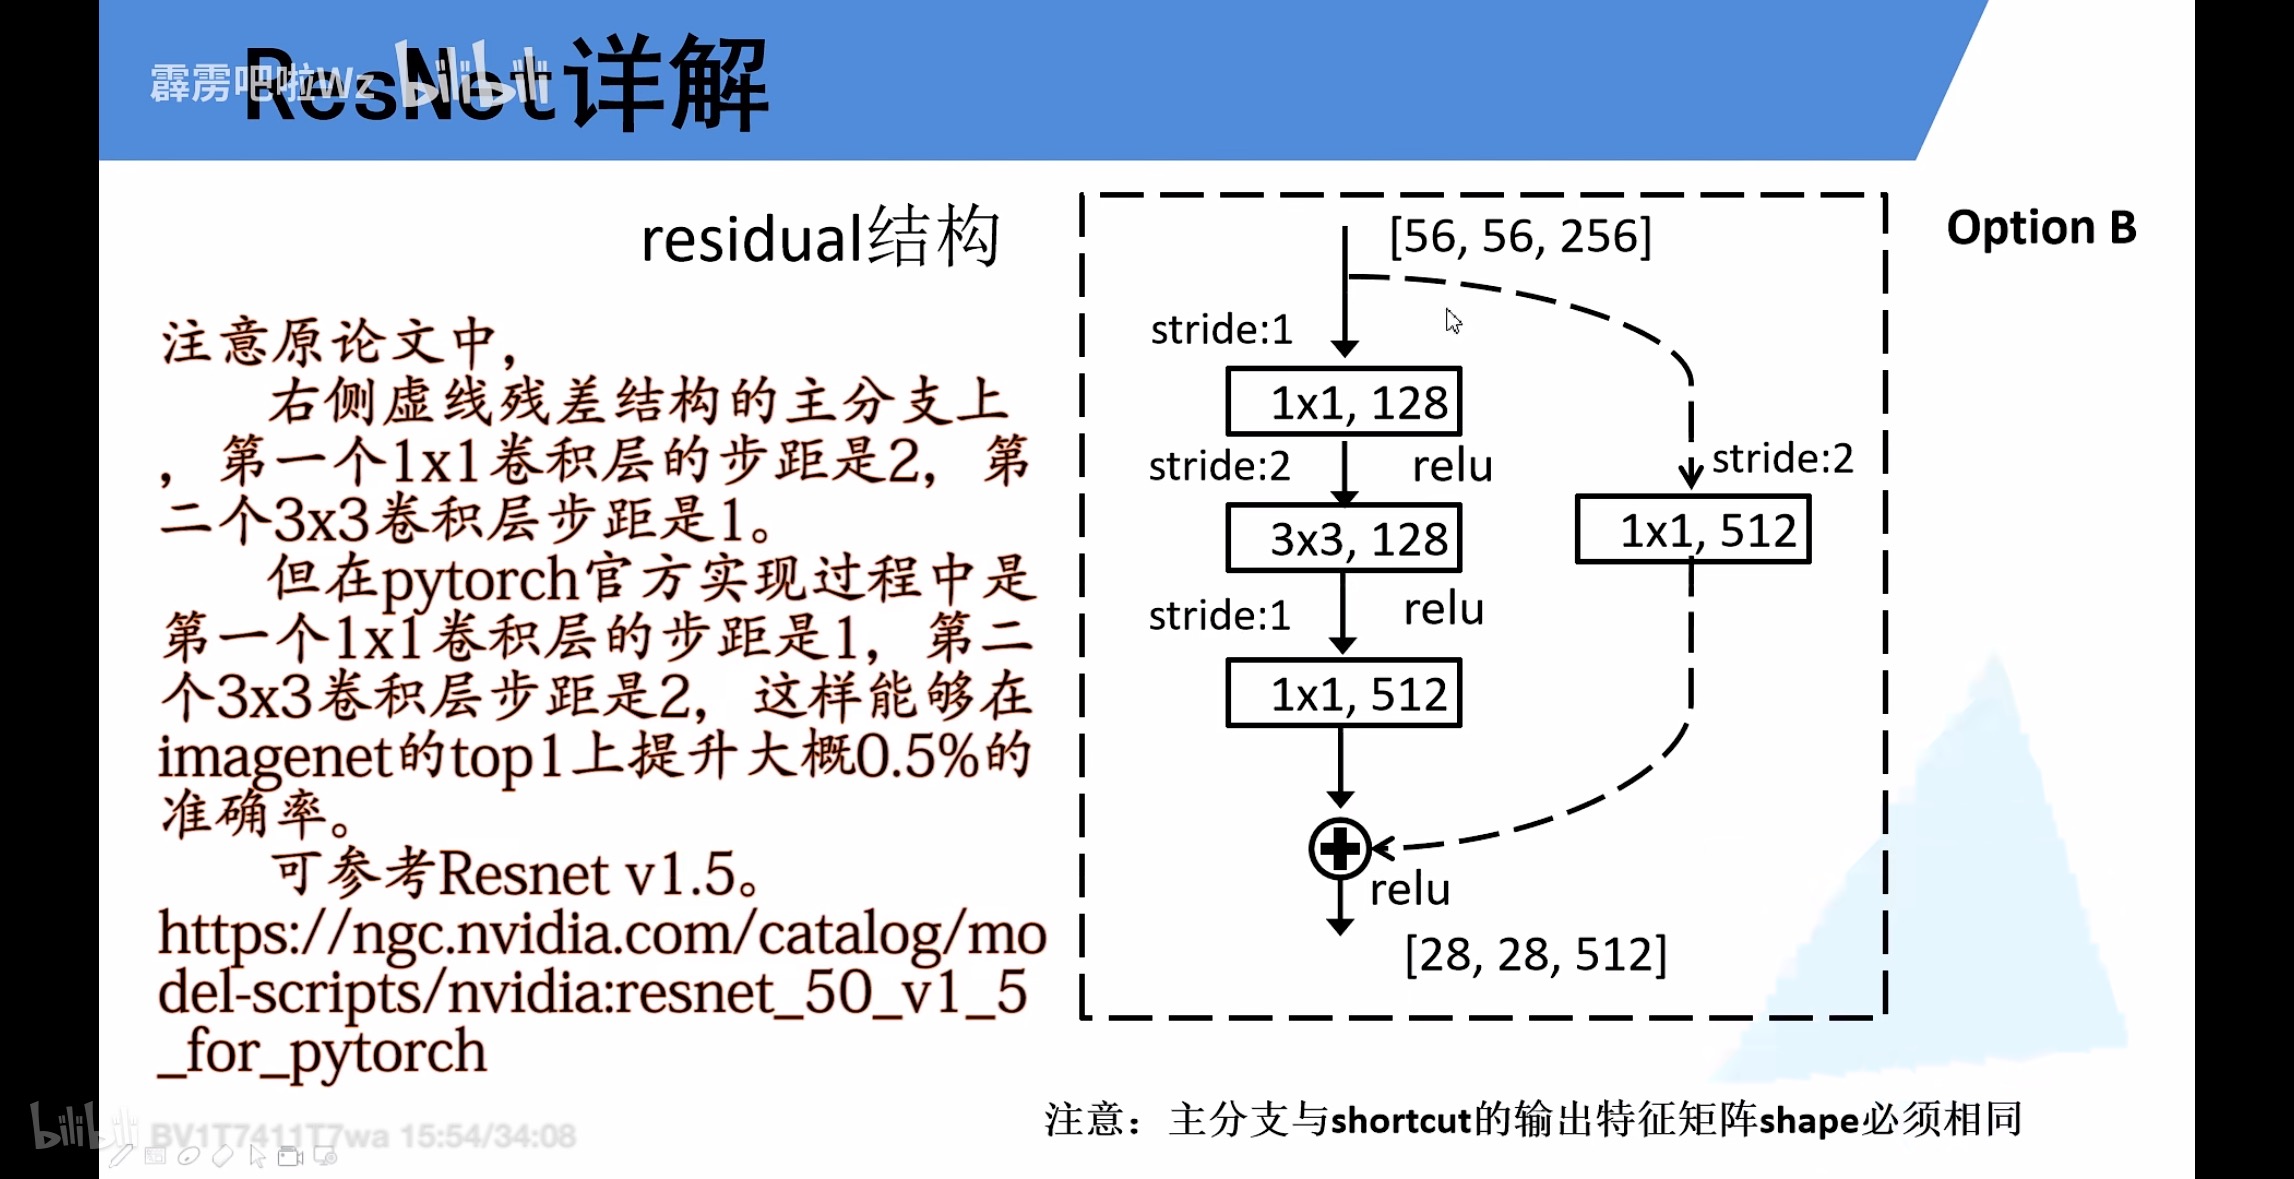 ResNet详解
霹雳吧啦Wz bilibili
residual结构
注意原论文中,
右侧虚线残差结构的主分支上
，第一个1x1卷积层的步距是2，第
二个3x3卷积层步距是1。
但在pytorch官方实现过程中是
第一个1x1卷积层的步距是1，第二
个3x3卷积层步距是2，这样能够在
imagenet的top1上提升大概0.5%的
准确率。
可参考Resnet v1.5。
https://ngc.nvidia.com/catalog/mo
del-scripts/nvidia:resnet_50_v1_5
_for_pytorch
Option B
[56, 56, 256]
stride:1
1x1, 128
stride:2
relu
3x3, 128
stride:1
relu
1x1, 512
stride:2
1x1, 512
relu
[28, 28, 512]
注意：主分支与shortcut的输出特征矩阵shape必须相同
bilibili BV1T7411T7wa 15:54/34:08